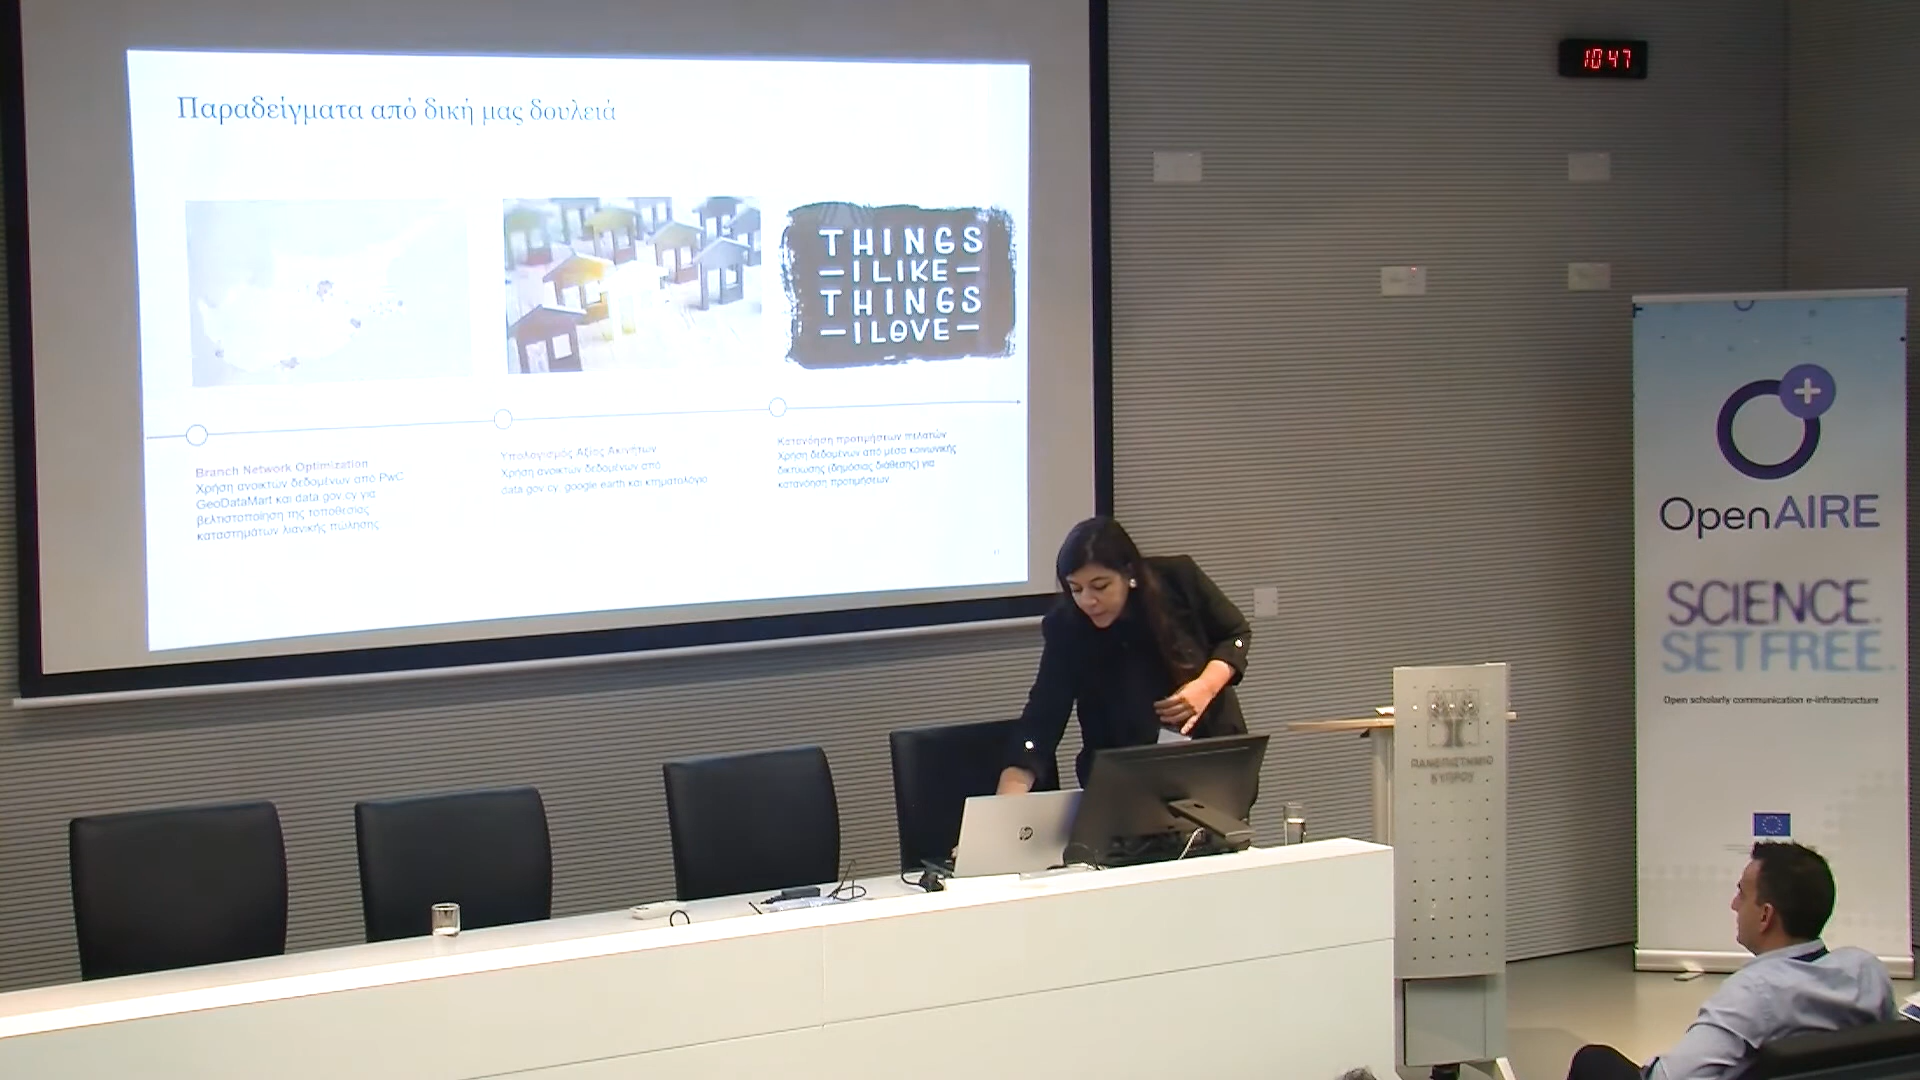 10 47
Παραδείγματα από δική μας δουλειά
THINGS
I LIKE
THINGS
I LOVE
Branch Network Optimization
Χρήση ανοικτών δεδομένων από PwC
GeoDataMart και data.gov.cy για
βελτιστοποίηση της τοποθεσίας
καταστημάτων λιανικής πώλησης
Υπολογισμός Αξίας Ακινήτων
Χρήση ανοικτών δεδομένων από
data.gov.cy, google earth και κτηματολόγιο
Κατανόηση προτιμήσεων πελατών
Χρήση δεδομένων από μέσα κοινωνικής
δικτύωσης (δημόσιας διάθεσης) για
κατανόηση προτιμήσεων
hp
ΠΑΝΕΠΙΣΤΗΜΙΟ
ΚΥΠΡΟΥ
OpenAIRE
SCIENCE.
SET FREE.
Open scholarly communication e-infrastructure